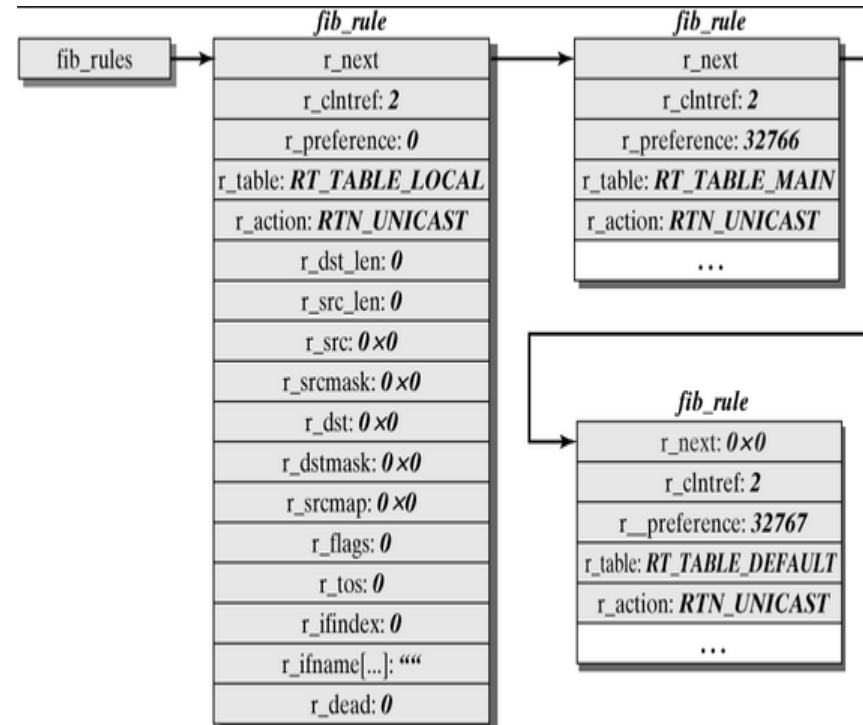 fib_rules
fib_rule
r_next
r_clntref: 2
r_preference: 0
r_table: RT_TABLE_LOCAL
r_action: RTN_UNICAST
r_dst_len: 0
r_src_len: 0
r_src: 0×0
r_srcmask: 0×0
r_dst: 0×0
r_dstmask: 0×0
r_srcmap: 0×0
r_flags: 0
r_tos: 0
r_ifindex: 0
r_ifname[...]: ““
r_dead: 0
fib_rule
r_next
r_clntref: 2
r_preference: 32766
r_table: RT_TABLE_MAIN
r_action: RTN_UNICAST
...
fib_rule
r_next: 0×0
r_clntref: 2
r__preference: 32767
r_table: RT_TABLE_DEFAULT
r_action: RTN_UNICAST
...